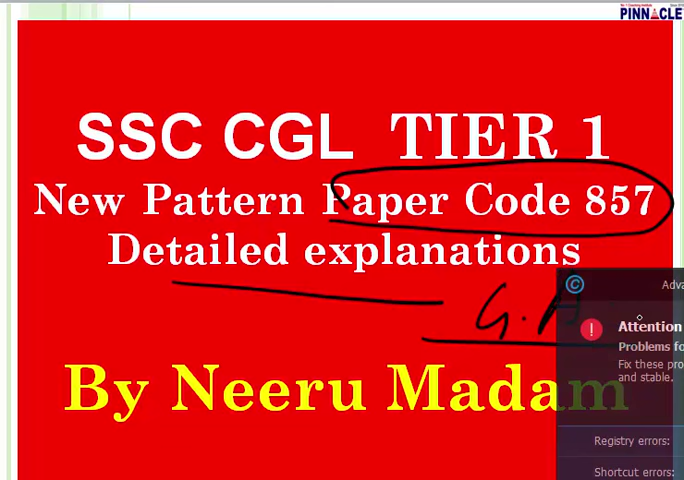 PINNACLE
SSC CGL TIER 1
New Pattern Paper Code 857
Detailed explanations
G.A
Adva
Attention
Problems fo
Fix these pro
and stable.
By Neeru Madam
Registry errors:
Shortcut errors: